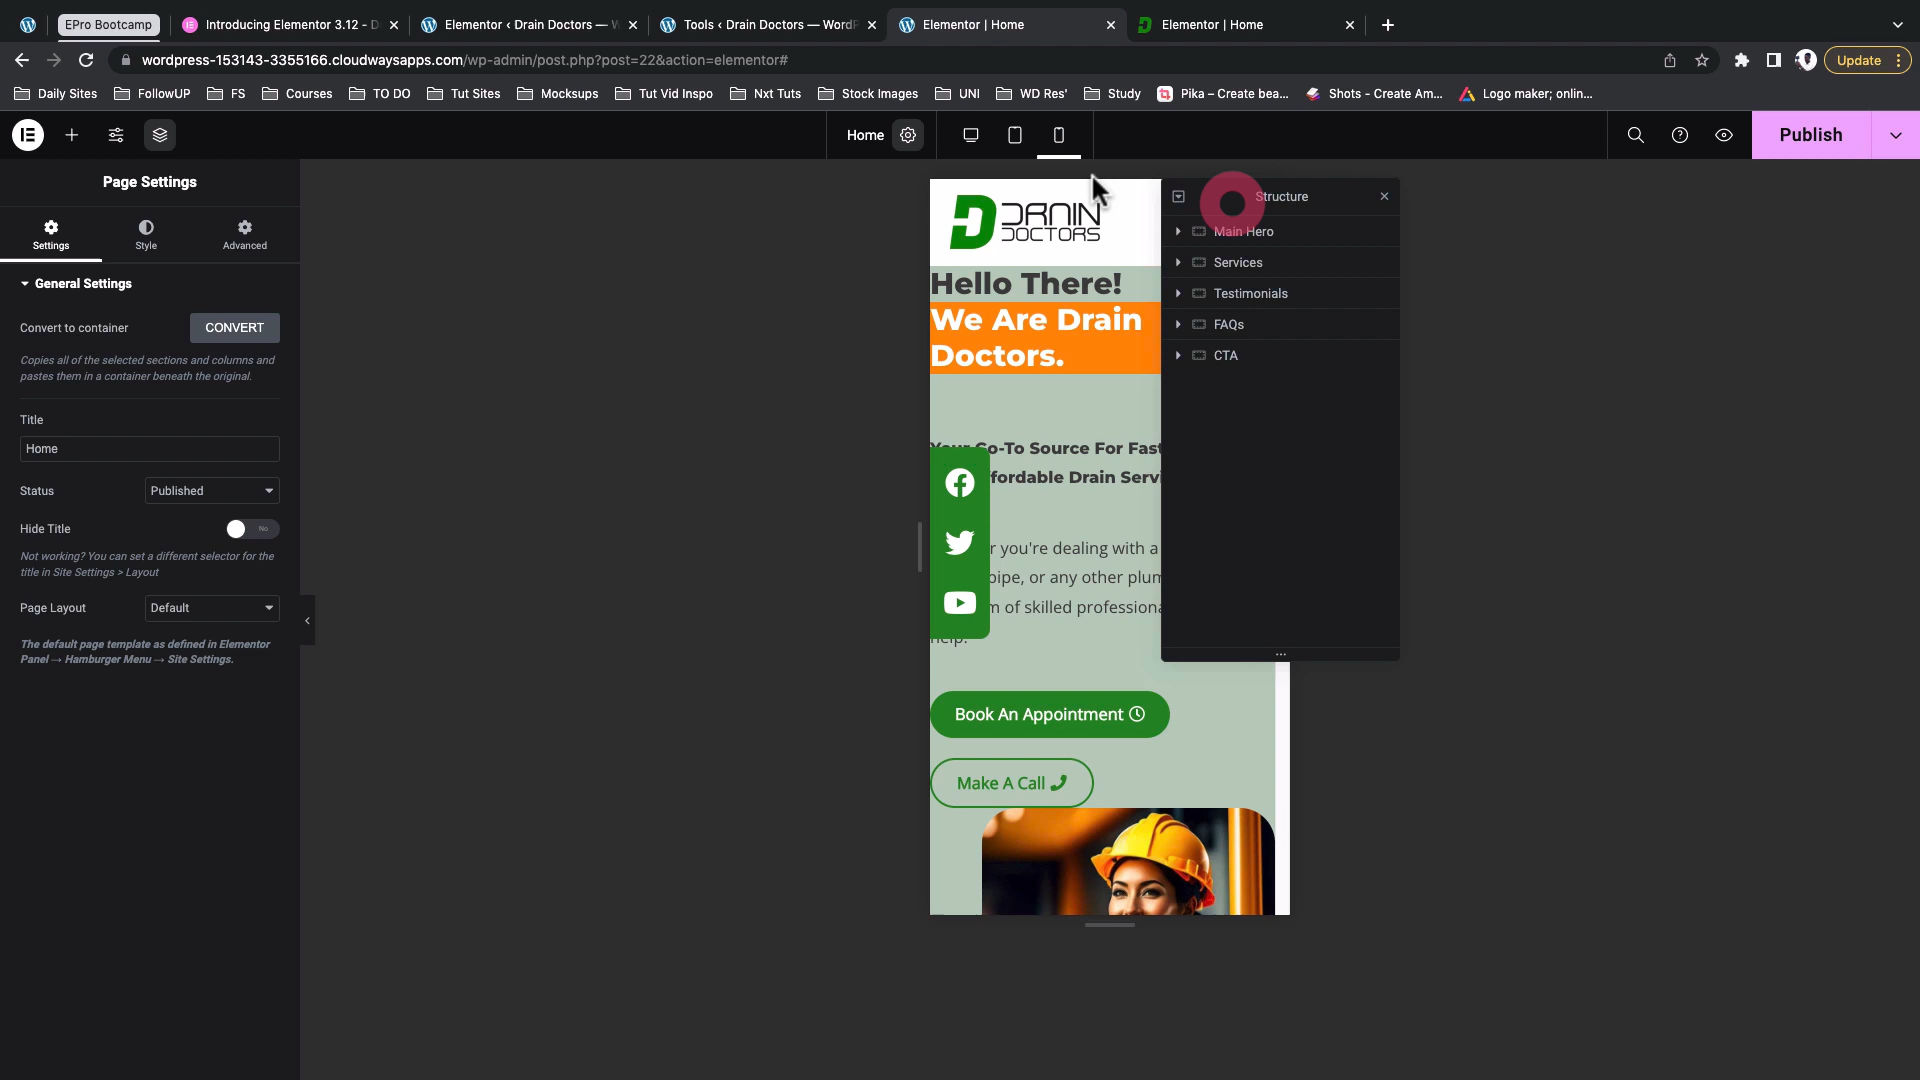 EPro Bootcamp
Introducing Elementor 3.12 - D
Elementor ‹ Drain Doctors — W
Tools ‹ Drain Doctors — WordP
Elementor | Home
Elementor | Home
wordpress-153143-3355166.cloudwaysapps.com/wp-admin/post.php?post=22&action=elementor#
Update
Daily Sites
FollowUP
FS
Courses
TO DO
Tut Sites
Mocksups
Tut Vid Inspo
Nxt Tuts
Stock Images
UNI
WD Res'
Study
Pika – Create bea...
Shots - Create Am...
Logo maker; onlin...
Home
Publish
Page Settings
Settings
Style
Advanced
General Settings
Convert to container
CONVERT
Copies all of the selected sections and columns and
pastes them in a container beneath the original.
Title
Home
Status
Published
Hide Title
No
Not working? You can set a different selector for the
title in Site Settings > Layout
Page Layout
Default
The default page template as defined in Elementor
Panel → Hamburger Menu → Site Settings.
DRAIN
DOCTORS
Hello There!
We Are Drain
Doctors.
Your Go-To Source For Fast
fordable Drain Servi
r you're dealing with a
pipe, or any other plum
m of skilled professiona
help.
Book An Appointment
Make A Call
Structure
Main Hero
Services
Testimonials
FAQs
CTA